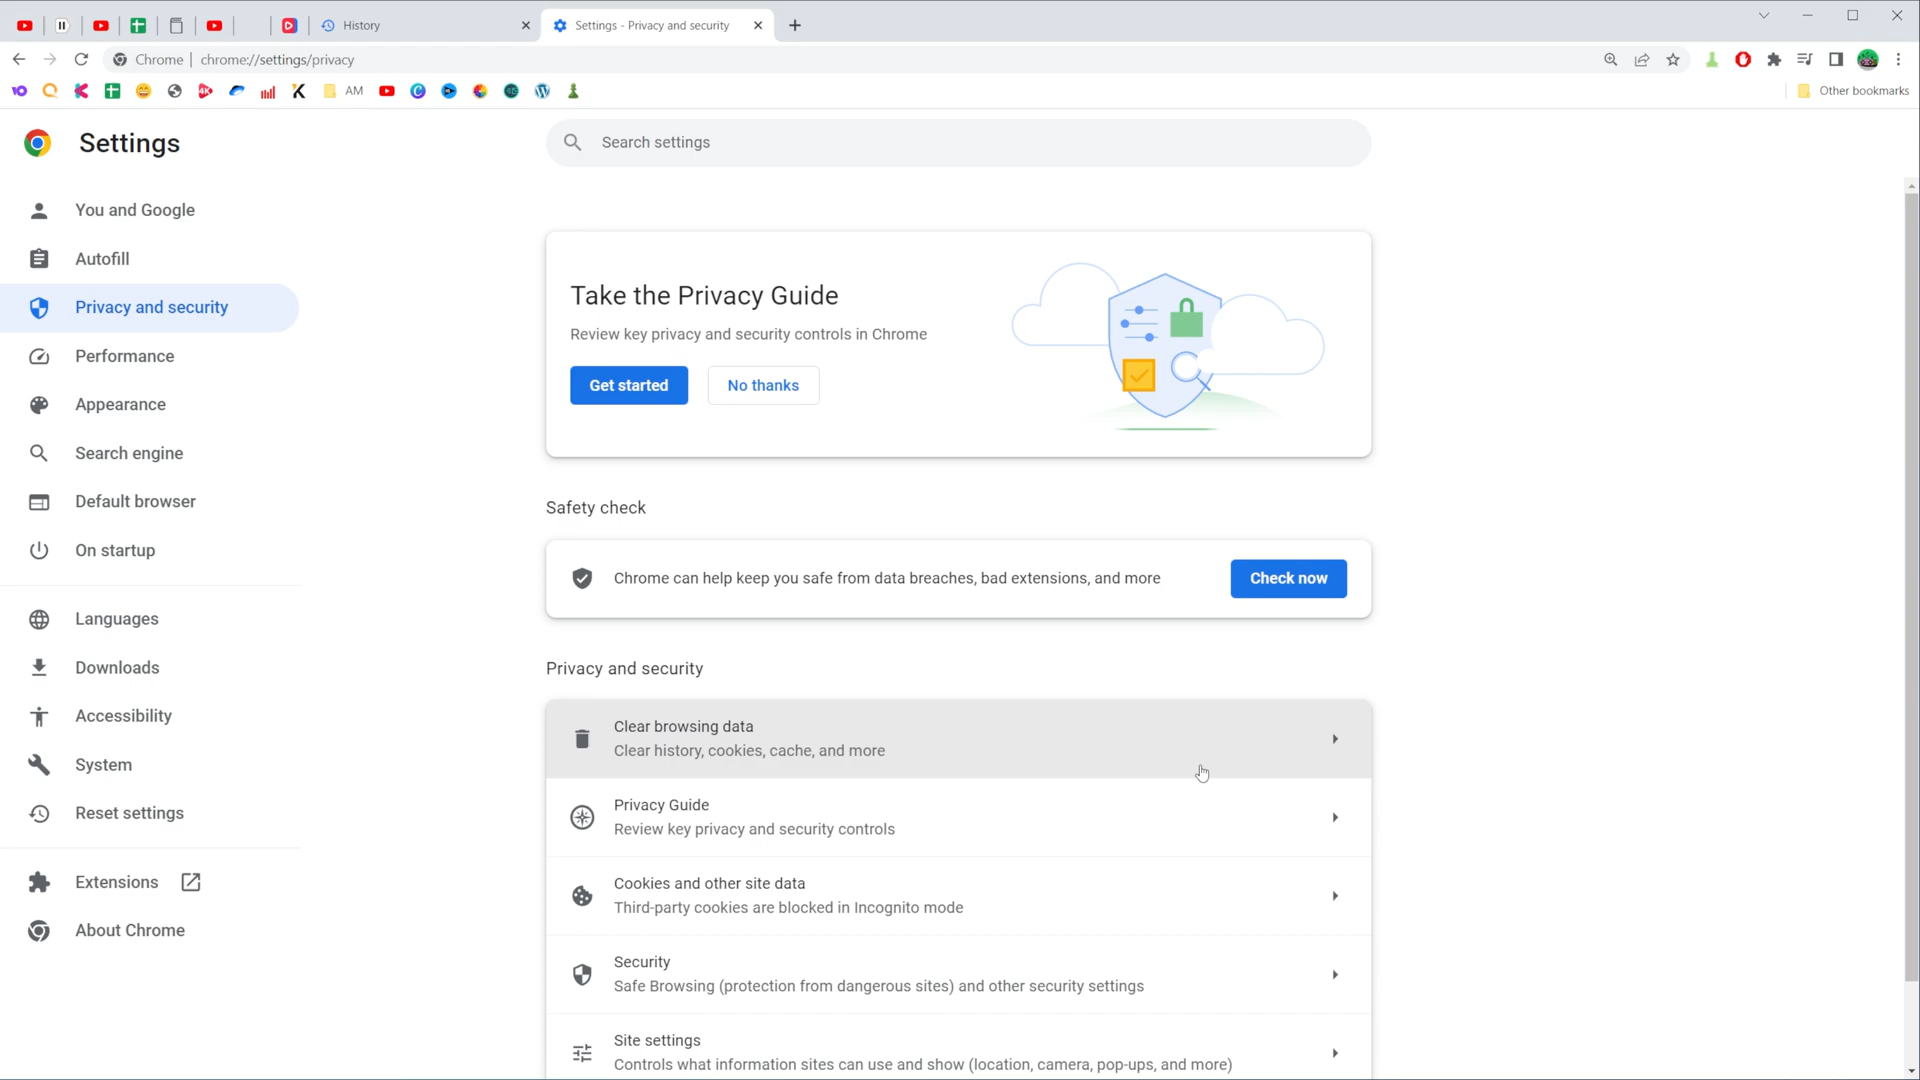 History
Settings - Privacy and security
Chrome
chrome://settings/privacy
AM
Other bookmarks
Settings
Search settings
You and Google
Autofill
Privacy and security
Performance
Appearance
Search engine
Default browser
On startup
Languages
Downloads
Accessibility
System
Reset settings
Extensions
About Chrome
Take the Privacy Guide
Review key privacy and security controls in Chrome
Get started
No thanks
Safety check
Chrome can help keep you safe from data breaches, bad extensions, and more
Check now
Privacy and security
Clear browsing data
Clear history, cookies, cache, and more
Privacy Guide
Review key privacy and security controls
Cookies and other site data
Third-party cookies are blocked in Incognito mode
Security
Safe Browsing (protection from dangerous sites) and other security settings
Site settings
Controls what information sites can use and show (location, camera, pop-ups, and more)